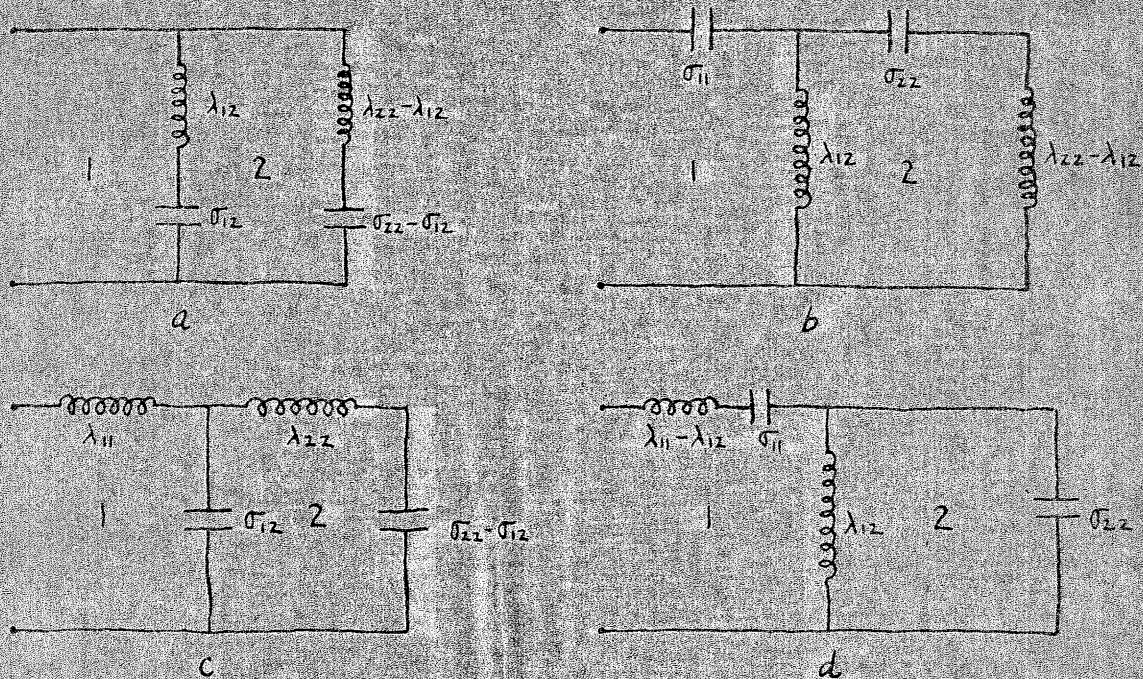 λ₁₂
λ₂₂-λ₁₂
1
2
σ₁₂
σ₂₂-σ₁₂
a
σ₁₁
σ₂₂
λ₁₂
λ₂₂-λ₁₂
1
2
b
λ₁₁
λ₂₂
1
σ₁₂
2
σ₂₂-σ₁₂
c
λ₁₁-λ₁₂
σ₁₁
1
λ₁₂
2
σ₂₂
d